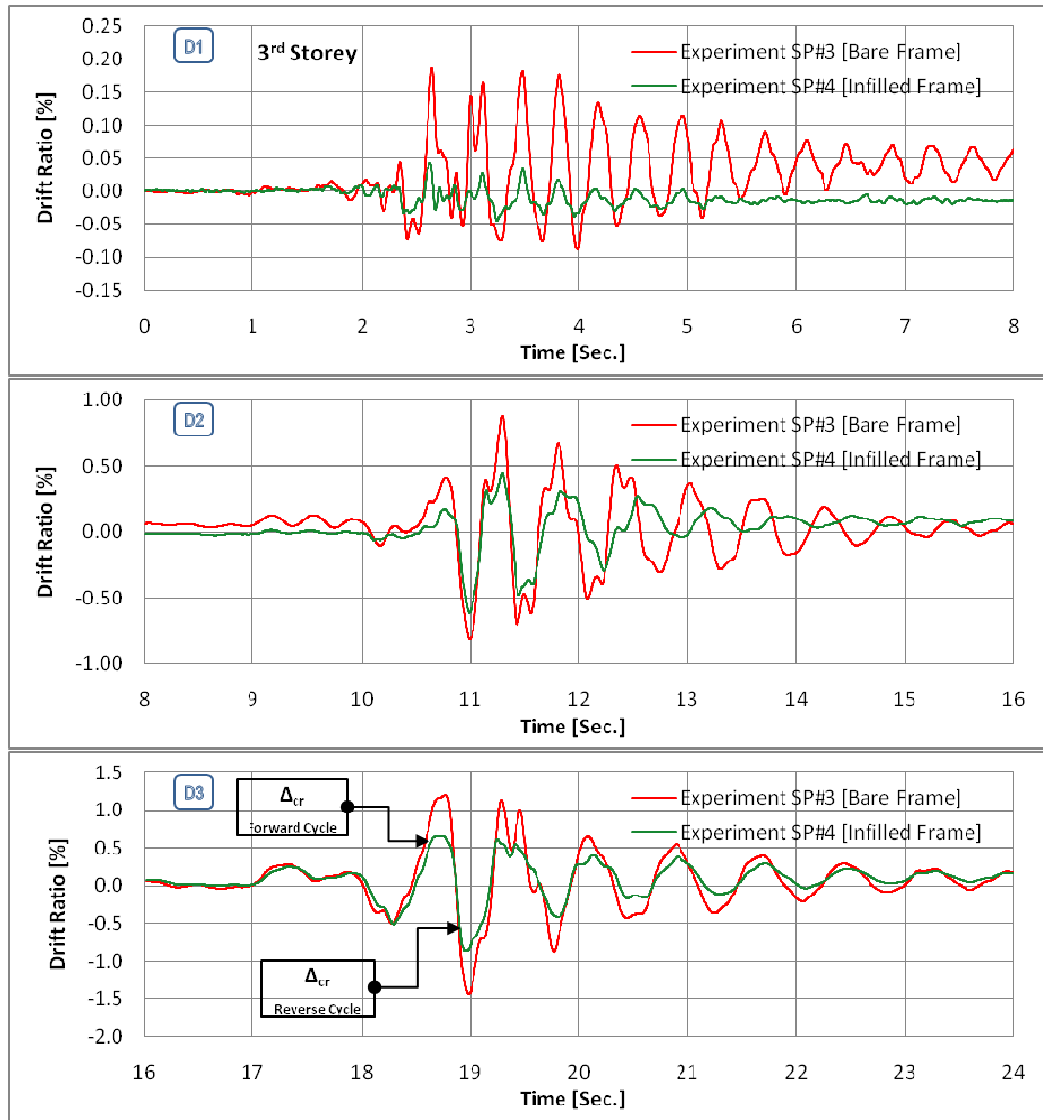 D1
3rd Storey
Experiment SP#3 [Bare Frame]
Experiment SP#4 [Infilled Frame]
Drift Ratio [%]
0.25
0.20
0.15
0.10
0.05
0.00
-0.05
-0.10
-0.15
0 1 2 3 4 5 6 7 8
Time [Sec.]
D2
Experiment SP#3 [Bare Frame]
Experiment SP#4 [Infilled Frame]
Drift Ratio [%]
1.00
0.50
0.00
-0.50
-1.00
8 9 10 11 12 13 14 15 16
Time [Sec.]
D3
Experiment SP#3 [Bare Frame]
Experiment SP#4 [Infilled Frame]
Δcr
Forward Cycle
Δcr
Reverse Cycle
Drift Ratio [%]
1.5
1.0
0.5
0.0
-0.5
-1.0
-1.5
-2.0
16 17 18 19 20 21 22 23 24
Time [Sec.]